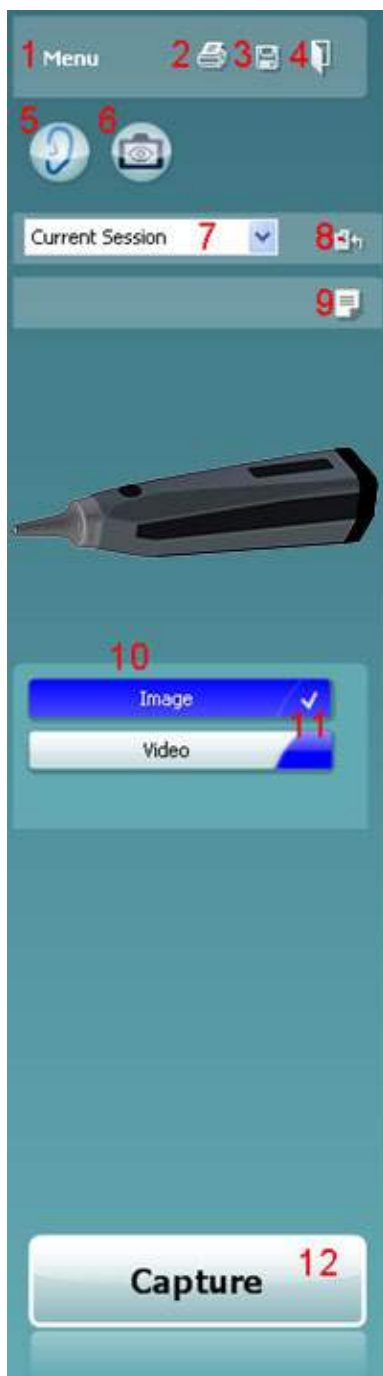 1 Menu 2 3 4
5 6
Current Session 7 8
9
10
Image
11
Video
12
Capture